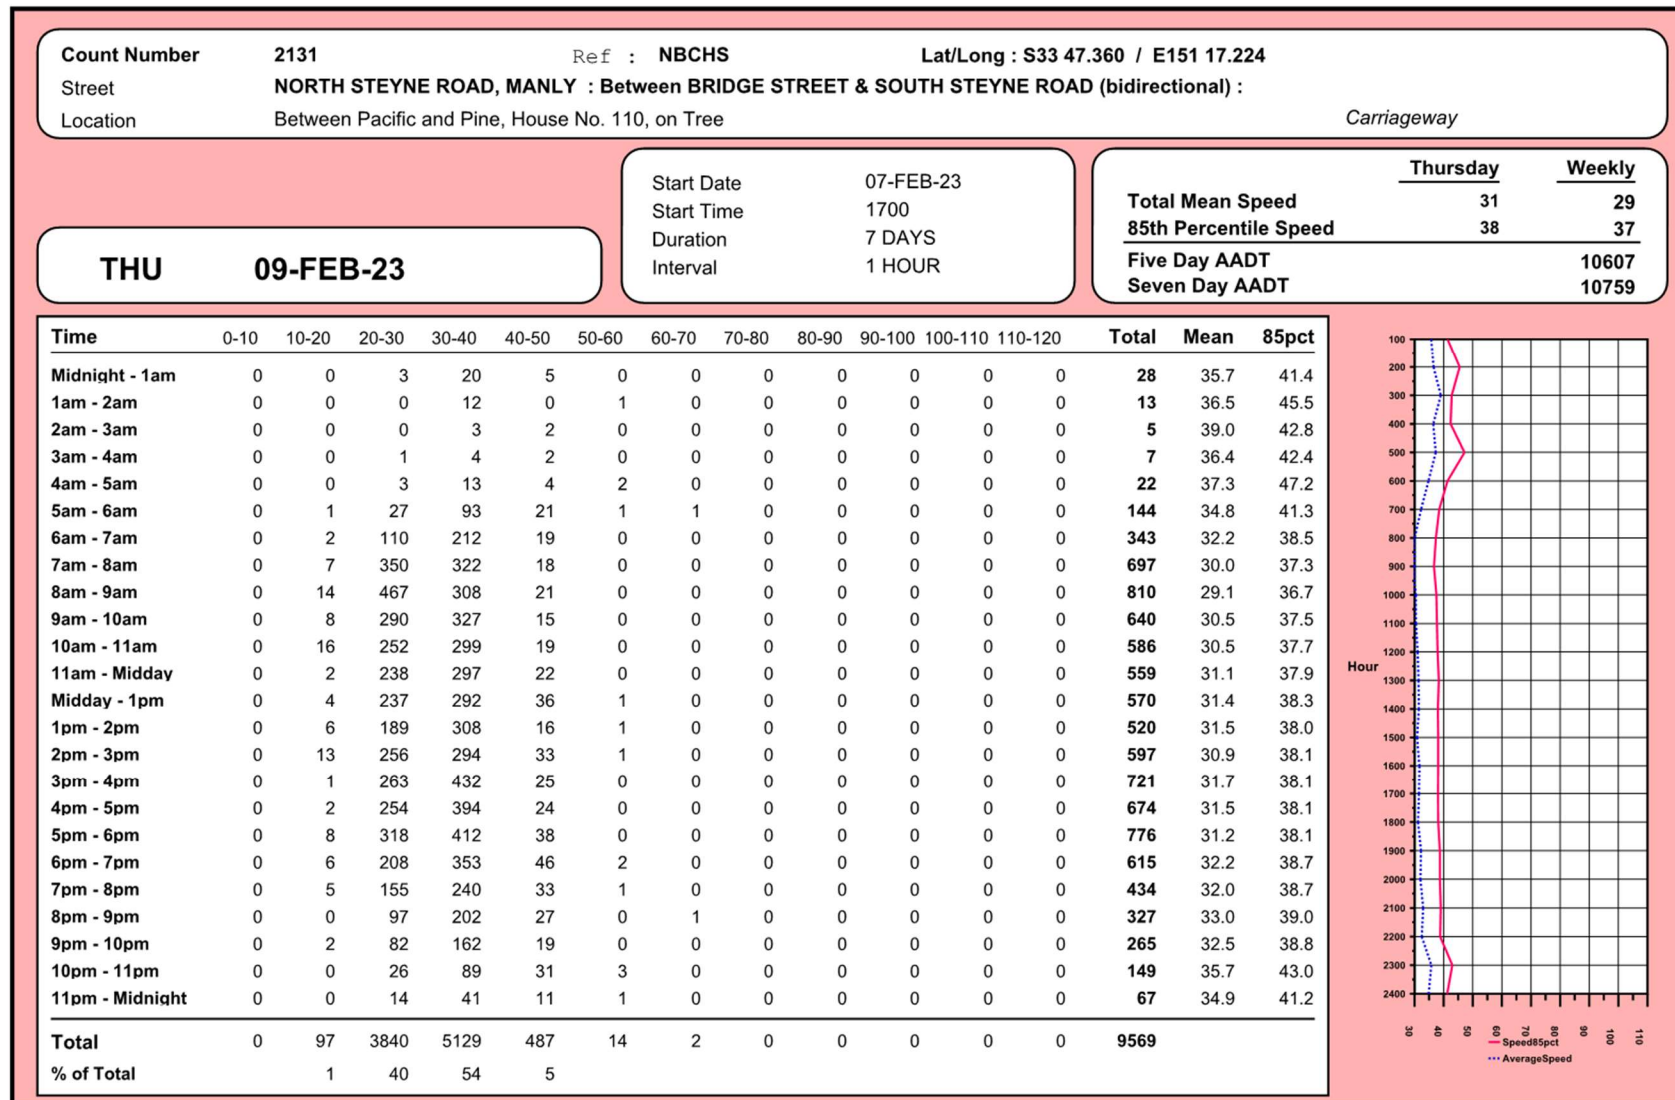 Count Number 2131 Ref : NBCHS Lat/Long : S33 47.360 / E151 17.224
Street NORTH STEYNE ROAD, MANLY : Between BRIDGE STREET & SOUTH STEYNE ROAD (bidirectional) :
Location Between Pacific and Pine, House No. 110, on Tree Carriageway
THU 09-FEB-23
Start Date 07-FEB-23
Start Time 1700
Duration 7 DAYS
Interval 1 HOUR
Thursday Weekly
Total Mean Speed 31 29
85th Percentile Speed 38 37
Five Day AADT 10607
Seven Day AADT 10759
Time 0-10 10-20 20-30 30-40 40-50 50-60 60-70 70-80 80-90 90-100 100-110 110-120 Total Mean 85pct
Midnight - 1am 0 0 3 20 5 0 0 0 0 0 0 0 28 35.7 41.4
1am - 2am 0 0 0 12 0 1 0 0 0 0 0 0 13 36.5 45.5
2am - 3am 0 0 0 3 2 0 0 0 0 0 0 0 5 39.0 42.8
3am - 4am 0 0 1 4 2 0 0 0 0 0 0 0 7 36.4 42.4
4am - 5am 0 0 3 13 4 2 0 0 0 0 0 0 22 37.3 47.2
5am - 6am 0 1 27 93 21 1 1 0 0 0 0 0 144 34.8 41.3
6am - 7am 0 2 110 212 19 0 0 0 0 0 0 0 343 32.2 38.5
7am - 8am 0 7 350 322 18 0 0 0 0 0 0 0 697 30.0 37.3
8am - 9am 0 14 467 308 21 0 0 0 0 0 0 0 810 29.1 36.7
9am - 10am 0 8 290 327 15 0 0 0 0 0 0 0 640 30.5 37.5
10am - 11am 0 16 252 299 19 0 0 0 0 0 0 0 586 30.5 37.7
11am - Midday 0 2 238 297 22 0 0 0 0 0 0 0 559 31.1 37.9
Midday - 1pm 0 4 237 292 36 1 0 0 0 0 0 0 570 31.4 38.3
1pm - 2pm 0 6 189 308 16 1 0 0 0 0 0 0 520 31.5 38.0
2pm - 3pm 0 13 256 294 33 1 0 0 0 0 0 0 597 30.9 38.1
3pm - 4pm 0 1 263 432 25 0 0 0 0 0 0 0 721 31.7 38.1
4pm - 5pm 0 2 254 394 24 0 0 0 0 0 0 0 674 31.5 38.1
5pm - 6pm 0 8 318 412 38 0 0 0 0 0 0 0 776 31.2 38.1
6pm - 7pm 0 6 208 353 46 2 0 0 0 0 0 0 615 32.2 38.7
7pm - 8pm 0 5 155 240 33 1 0 0 0 0 0 0 434 32.0 38.7
8pm - 9pm 0 0 97 202 27 0 1 0 0 0 0 0 327 33.0 39.0
9pm - 10pm 0 2 82 162 19 0 0 0 0 0 0 0 265 32.5 38.8
10pm - 11pm 0 0 26 89 31 3 0 0 0 0 0 0 149 35.7 43.0
11pm - Midnight 0 0 14 41 11 1 0 0 0 0 0 0 67 34.9 41.2
Total 0 97 3840 5129 487 14 2 0 0 0 0 0 9569
% of Total 1 40 54 5
100
200
300
400
500
600
700
800
900
1000
1100
1200
Hour
1300
1400
1500
1600
1700
1800
1900
2000
2100
2200
2300
2400
30 40 50 60 70 80 90 100 110
Speed85pct
AverageSpeed